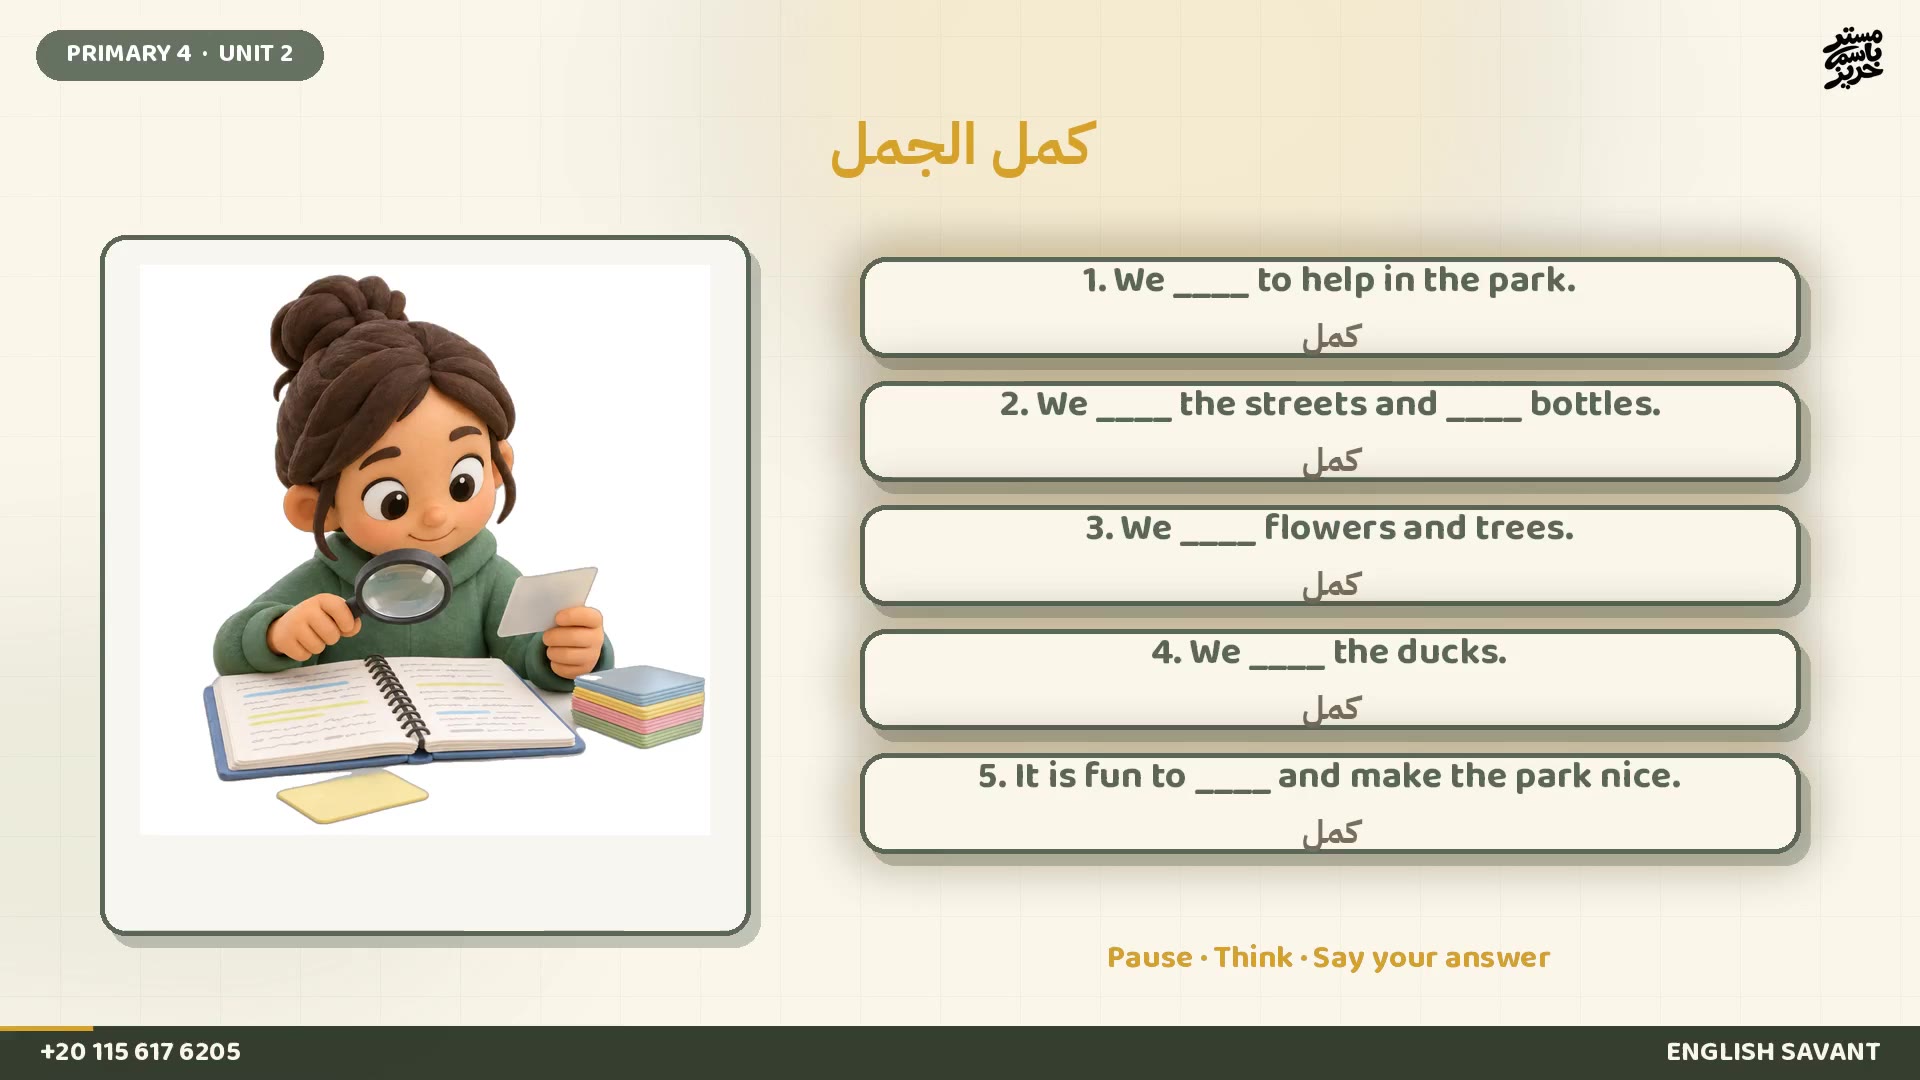 PRIMARY 4 · UNIT 2
مستر
باسم
خريز
كمل الجمل
1. We ____ to help in the park.
كمل
2. We ____ the streets and ____ bottles.
كمل
3. We ____ flowers and trees.
كمل
4. We ____ the ducks.
كمل
5. It is fun to ____ and make the park nice.
كمل
Pause · Think · Say your answer
+20 115 617 6205
ENGLISH SAVANT